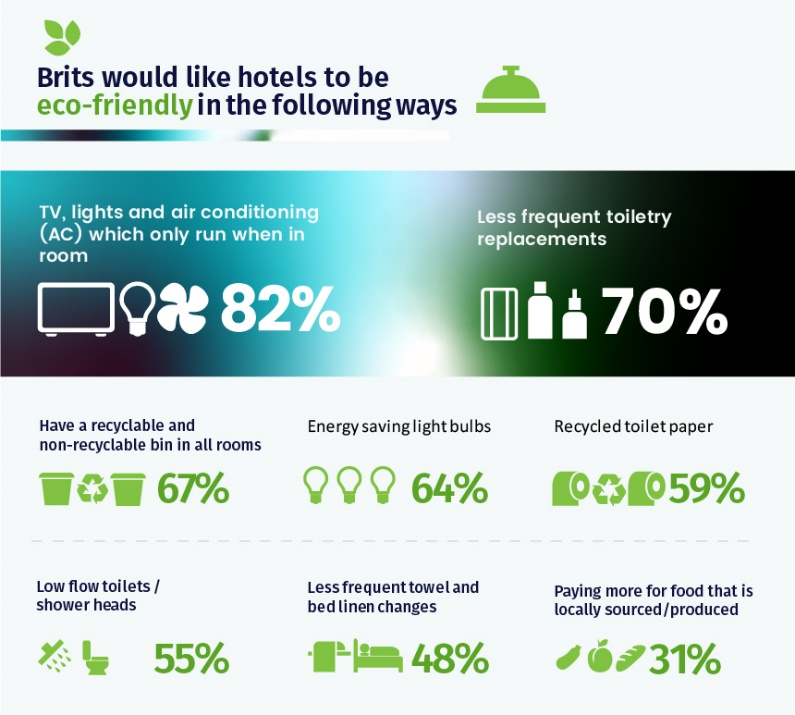 Brits would like hotels to be
eco-friendly in the following ways
TV, lights and air conditioning
(AC) which only run when in
room
82%
Less frequent toiletry
replacements
70%
Have a recyclable and
non-recyclable bin in all rooms
67%
Energy saving light bulbs
64%
Recycled toilet paper
59%
Low flow toilets /
shower heads
55%
Less frequent towel and
bed linen changes
48%
Paying more for food that is
locally sourced/produced
31%